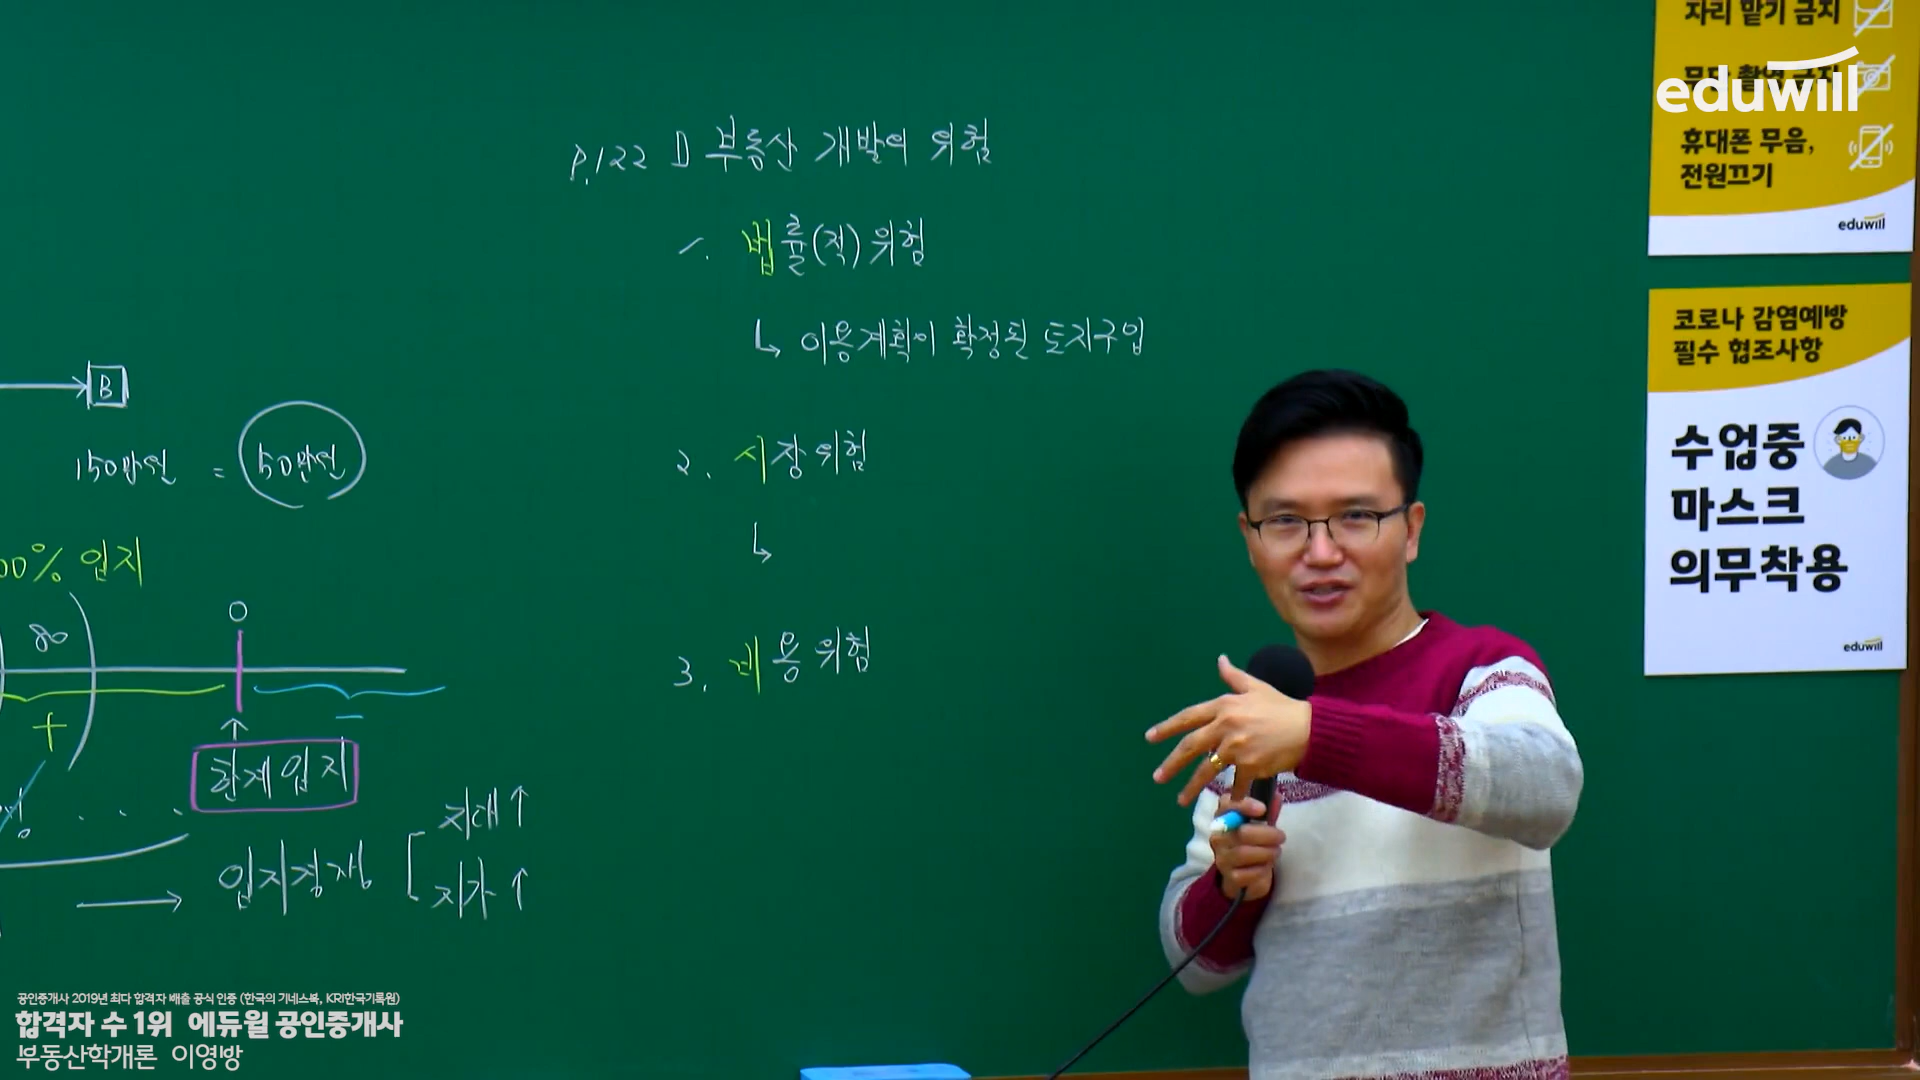 P.122 D 부동산 개발의 위험
1. 법률(적)위험
↳ 이용계획이 확정된 토지구입
2. 시장위험
↳
3. 비용위험
B
150만원 = 50만원
00% 입지
80
0
+
−
↑
한계입지
→ 입지경쟁
지대↑
지가↑
자리 맡기 금지
무단 촬영 금지
휴대폰 무음,
전원끄기
eduwill
eduwill
코로나 감염예방
필수 협조사항
수업중
마스크
의무착용
eduwill
공인중개사 2019년 최다 합격자 배출 공식 인증 (한국의 기네스북, KRI한국기록원)
합격자 수 1위 에듀윌 공인중개사
부동산학개론 이영방